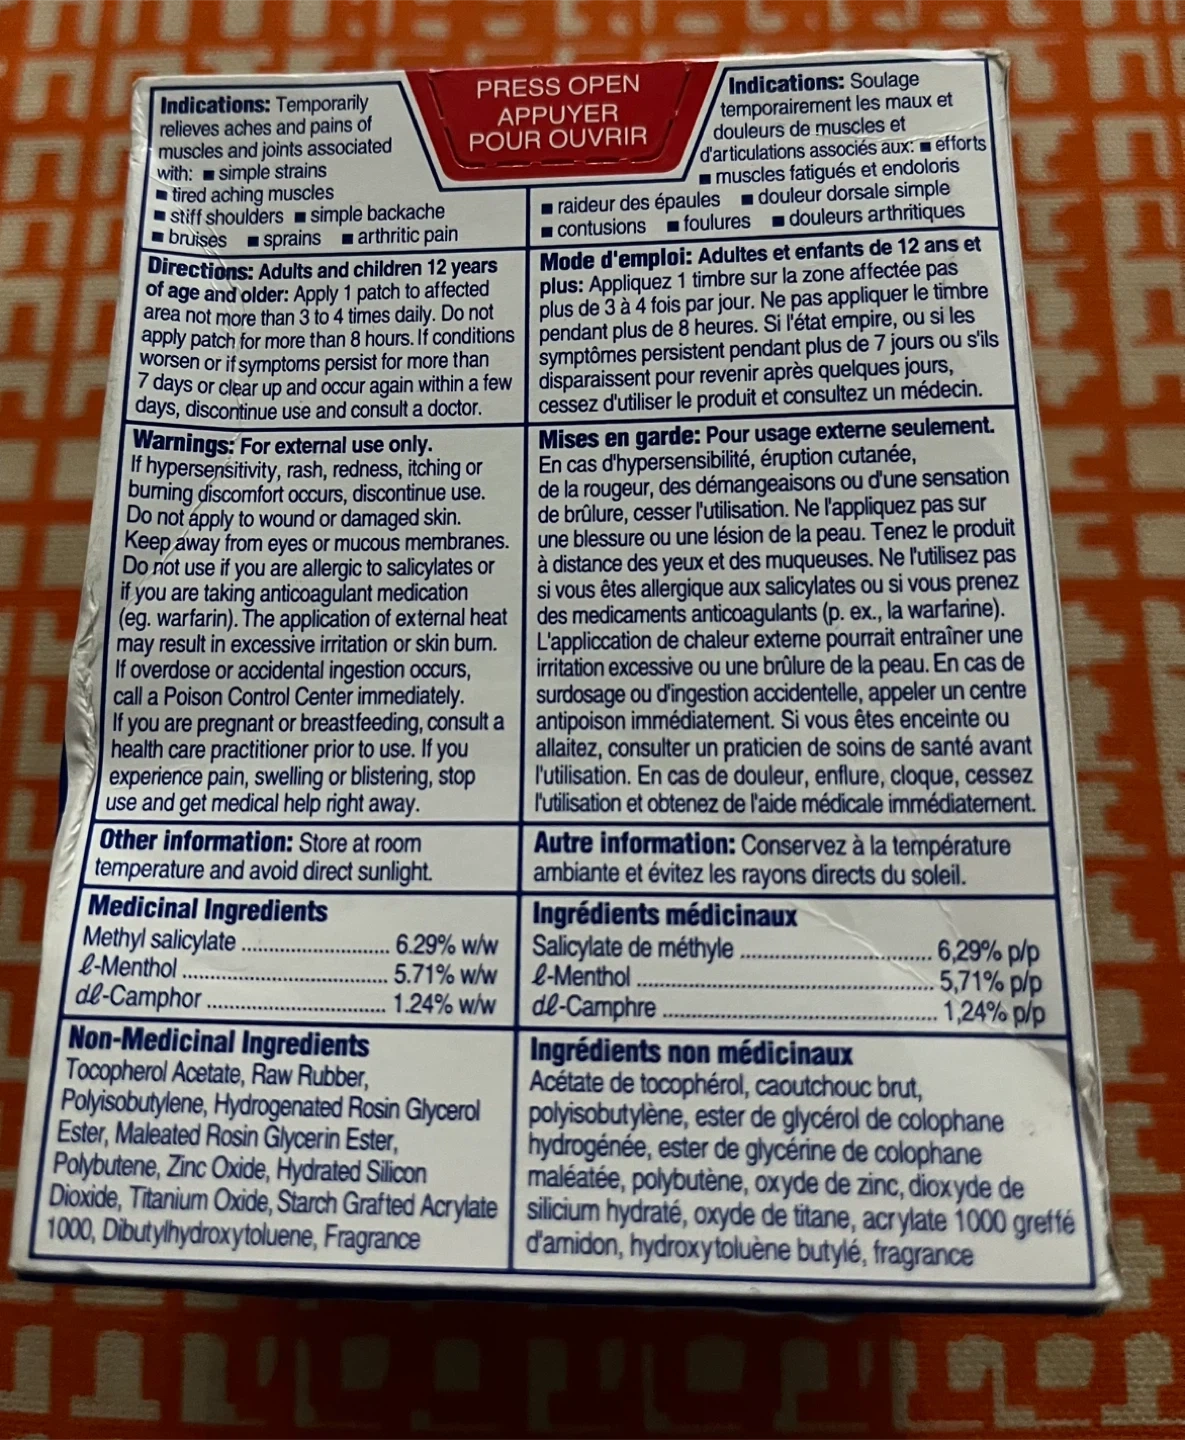 PRESS OPEN
APPUYER
POUR OUVRIR
Indications: Temporarily
relieves aches and pains of
muscles and joints associated
with: ■ simple strains
■ tired aching muscles
■ stiff shoulders ■ simple backache
■ bruises ■ sprains ■ arthritic pain
Directions: Adults and children 12 years
of age and older: Apply 1 patch to affected
area not more than 3 to 4 times daily. Do not
apply patch for more than 8 hours. If conditions
worsen or if symptoms persist for more than
7 days or clear up and occur again within a few
days, discontinue use and consult a doctor.
Warnings: For external use only.
If hypersensitivity, rash, redness, itching or
burning discomfort occurs, discontinue use.
Do not apply to wound or damaged skin.
Keep away from eyes or mucous membranes.
Do not use if you are allergic to salicylates or
if you are taking anticoagulant medication
(eg. warfarin). The application of external heat
may result in excessive irritation or skin burn.
If overdose or accidental ingestion occurs,
call a Poison Control Center immediately.
If you are pregnant or breastfeeding, consult a
health care practitioner prior to use. If you
experience pain, swelling or blistering, stop
use and get medical help right away.
Other information: Store at room
temperature and avoid direct sunlight.
Medicinal Ingredients
Methyl salicylate ........................ 6.29% w/w
ℓ-Menthol .................................. 5.71% w/w
dℓ-Camphor .............................. 1.24% w/w
Non-Medicinal Ingredients
Tocopherol Acetate, Raw Rubber,
Polyisobutylene, Hydrogenated Rosin Glycerol
Ester, Maleated Rosin Glycerin Ester,
Polybutene, Zinc Oxide, Hydrated Silicon
Dioxide, Titanium Oxide, Starch Grafted Acrylate
1000, Dibutylhydroxytoluene, Fragrance
Indications: Soulage
temporairement les maux et
douleurs de muscles et
d'articulations associés aux: ■ efforts
■ muscles fatigués et endoloris
■ raideur des épaules ■ douleur dorsale simple
■ contusions ■ foulures ■ douleurs arthritiques
Mode d'emploi: Adultes et enfants de 12 ans et
plus: Appliquez 1 timbre sur la zone affectée pas
plus de 3 à 4 fois par jour. Ne pas appliquer le timbre
pendant plus de 8 heures. Si l'état empire, ou si les
symptômes persistent pendant plus de 7 jours ou s'ils
disparaissent pour revenir après quelques jours,
cessez d'utiliser le produit et consultez un médecin.
Mises en garde: Pour usage externe seulement.
En cas d'hypersensibilité, éruption cutanée,
de la rougeur, des démangeaisons ou d'une sensation
de brûlure, cesser l'utilisation. Ne l'appliquez pas sur
une blessure ou une lésion de la peau. Tenez le produit
à distance des yeux et des muqueuses. Ne l'utilisez pas
si vous êtes allergique aux salicylates ou si vous prenez
des medicaments anticoagulants (p. ex., la warfarine).
L'appliccation de chaleur externe pourrait entraîner une
irritation excessive ou une brûlure de la peau. En cas de
surdosage ou d'ingestion accidentelle, appeler un centre
antipoison immédiatement. Si vous êtes enceinte ou
allaitez, consulter un praticien de soins de santé avant
l'utilisation. En cas de douleur, enflure, cloque, cessez
l'utilisation et obtenez de l'aide médicale immédiatement.
Autre information: Conservez à la température
ambiante et évitez les rayons directs du soleil.
Ingrédients médicinaux
Salicylate de méthyle ............................... 6,29% p/p
ℓ-Menthol ................................................ 5,71% p/p
dℓ-Camphre ............................................ 1,24% p/p
Ingrédients non médicinaux
Acétate de tocophérol, caoutchouc brut,
polyisobutylène, ester de glycérol de colophane
hydrogénée, ester de glycérine de colophane
maléatée, polybutène, oxyde de zinc, dioxyde de
silicium hydraté, oxyde de titane, acrylate 1000 greffé
d'amidon, hydroxytoluène butylé, fragrance